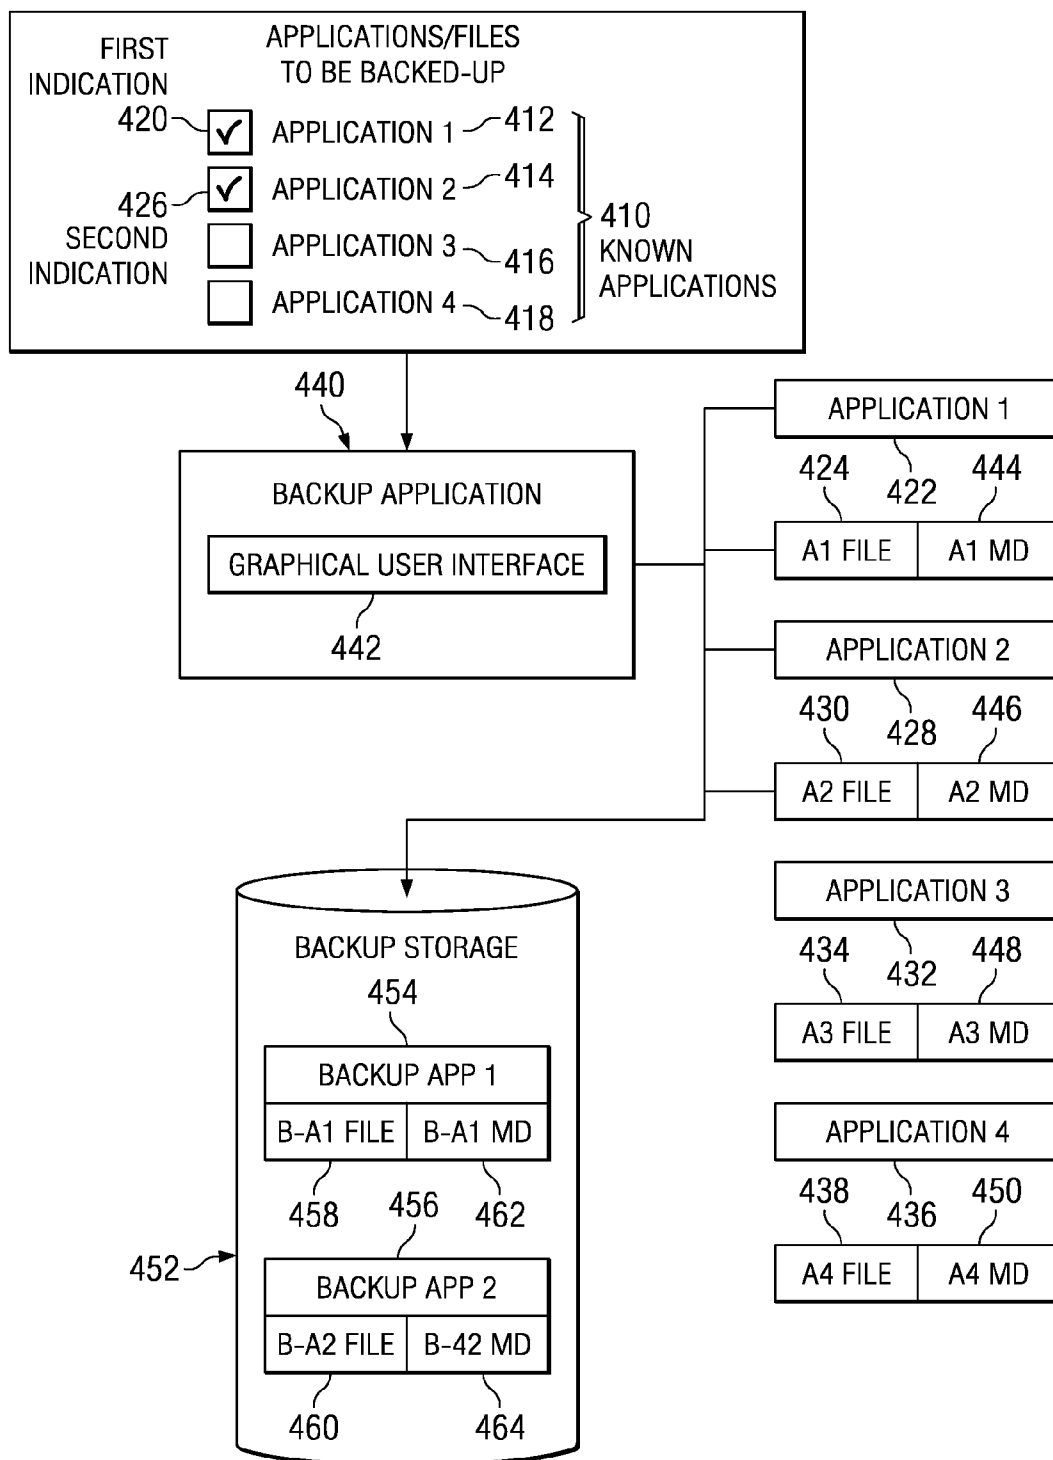 FIRST
INDICATION
APPLICATIONS/FILES
TO BE BACKED-UP
420
APPLICATION 1
412
426
APPLICATION 2
414
SECOND
INDICATION
APPLICATION 3
416
APPLICATION 4
418
410
KNOWN
APPLICATIONS
440
BACKUP APPLICATION
GRAPHICAL USER INTERFACE
442
APPLICATION 1
424
422
444
A1 FILE
A1 MD
APPLICATION 2
430
428
446
A2 FILE
A2 MD
APPLICATION 3
434
432
448
A3 FILE
A3 MD
APPLICATION 4
438
436
450
A4 FILE
A4 MD
BACKUP STORAGE
454
BACKUP APP 1
B-A1 FILE
B-A1 MD
458
456
462
452
BACKUP APP 2
B-A2 FILE
B-42 MD
460
464